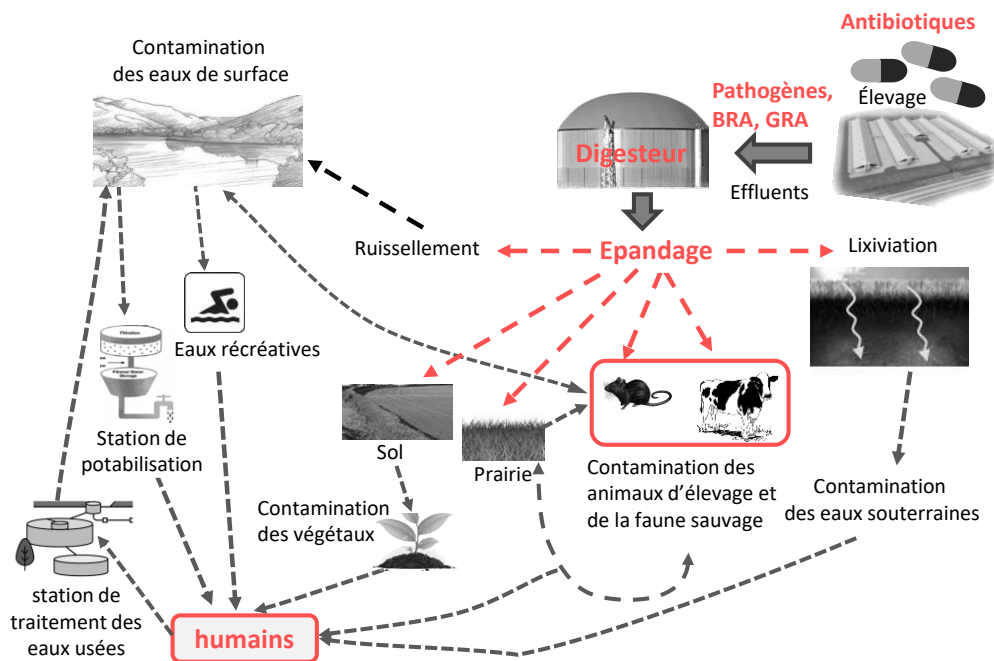 Antibiotiques
Contamination
des eaux de surface
Élevage
Pathogènes,
BRA, GRA
Digesteur
Effluents
Ruissellement
Epandage
Lixiviation
Filtration
Eaux récréatives
Station de
potabilisation
Sol
Prairie
Contamination
des végétaux
Contamination des
animaux d’élevage et
de la faune sauvage
Contamination
des eaux souterraines
station de
traitement des
eaux usées
humains